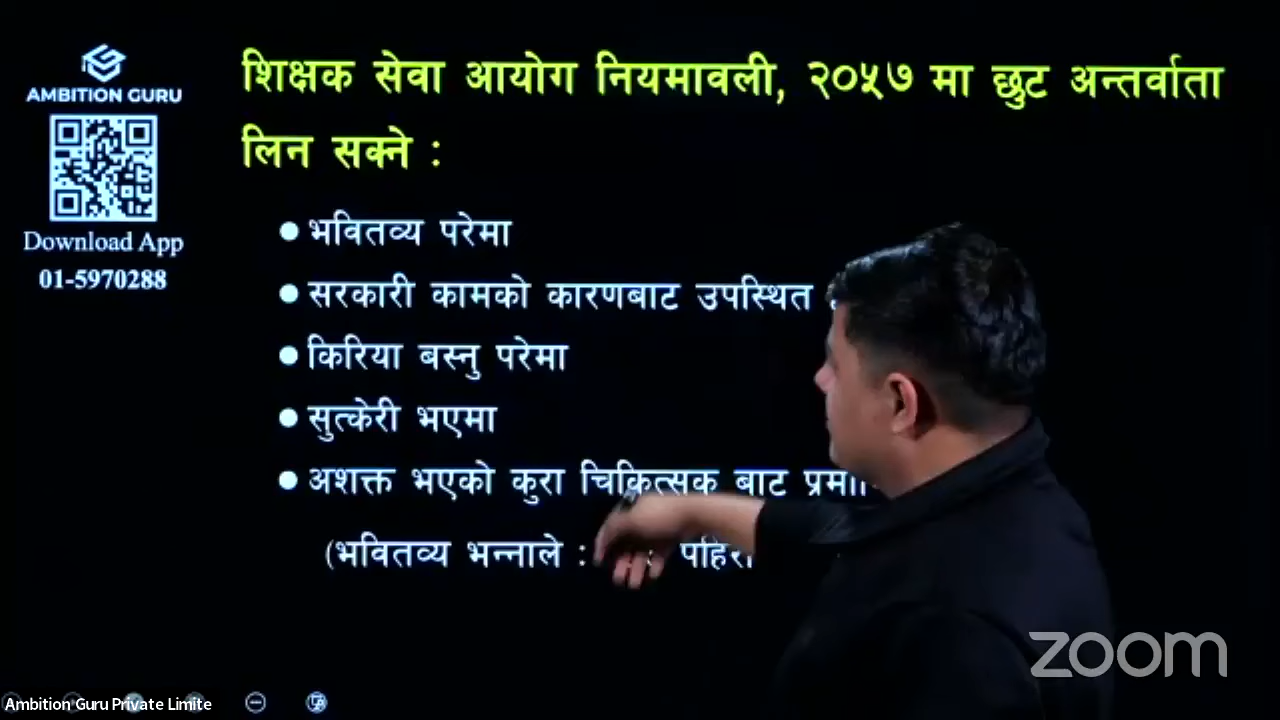 AMBITION GURU
Download App
01-5970288
शिक्षक सेवा आयोग नियमावली, २०५७ मा छुट अन्तर्वाता
लिन सक्ने :
● भवितव्य परेमा
● सरकारी कामको कारणबाट उपस्थित
● किरिया बस्नु परेमा
● सुत्केरी भएमा
● अशक्त भएको कुरा चिकित्सक बाट
(भवितव्य भन्नाले :
zoom
Ambition Guru Private Limite